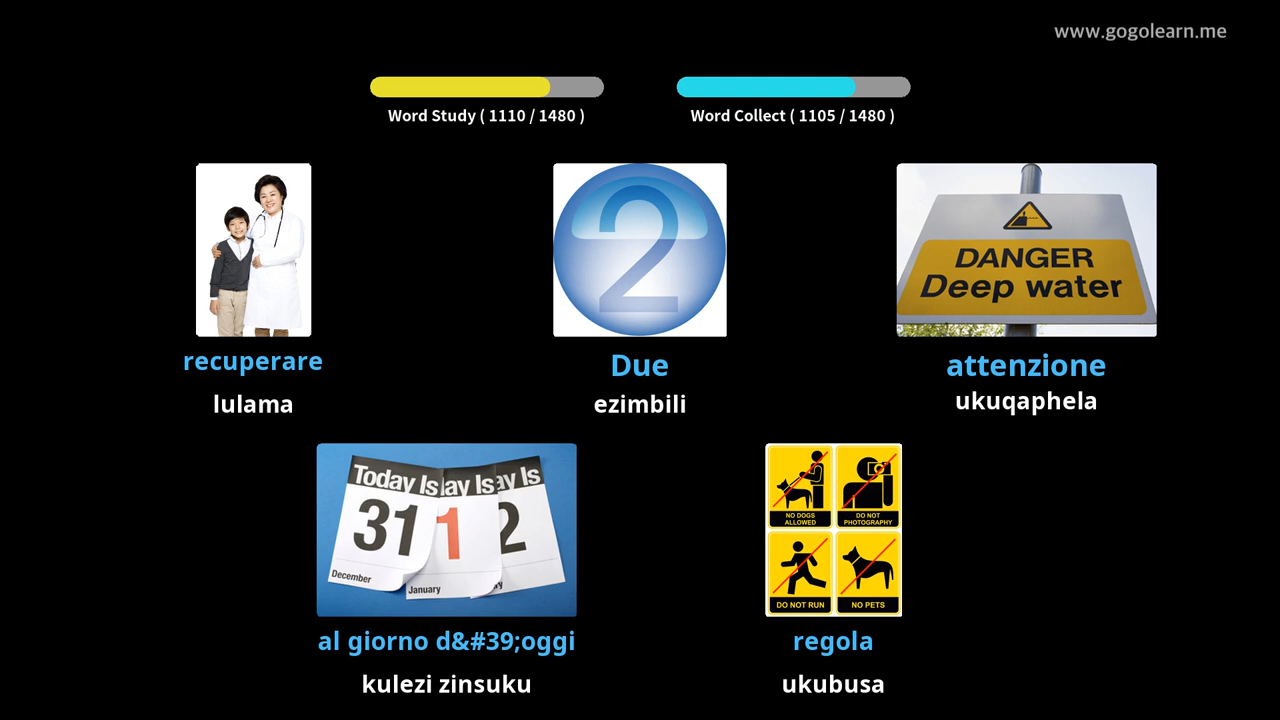 www.gogolearn.me
Word Study ( 1110 / 1480 )
Word Collect ( 1105 / 1480 )
2
DANGER
Deep water
recuperare
Due
attenzione
lulama
ezimbili
ukuqaphela
Today Is
ay Is
ay Is
31
1
2
December
January
NO DOGS
ALLOWED
DO NOT
PHOTOGRAPHY
DO NOT RUN
NO PETS
al giorno d&#39;oggi
regola
kulezi zinsuku
ukubusa